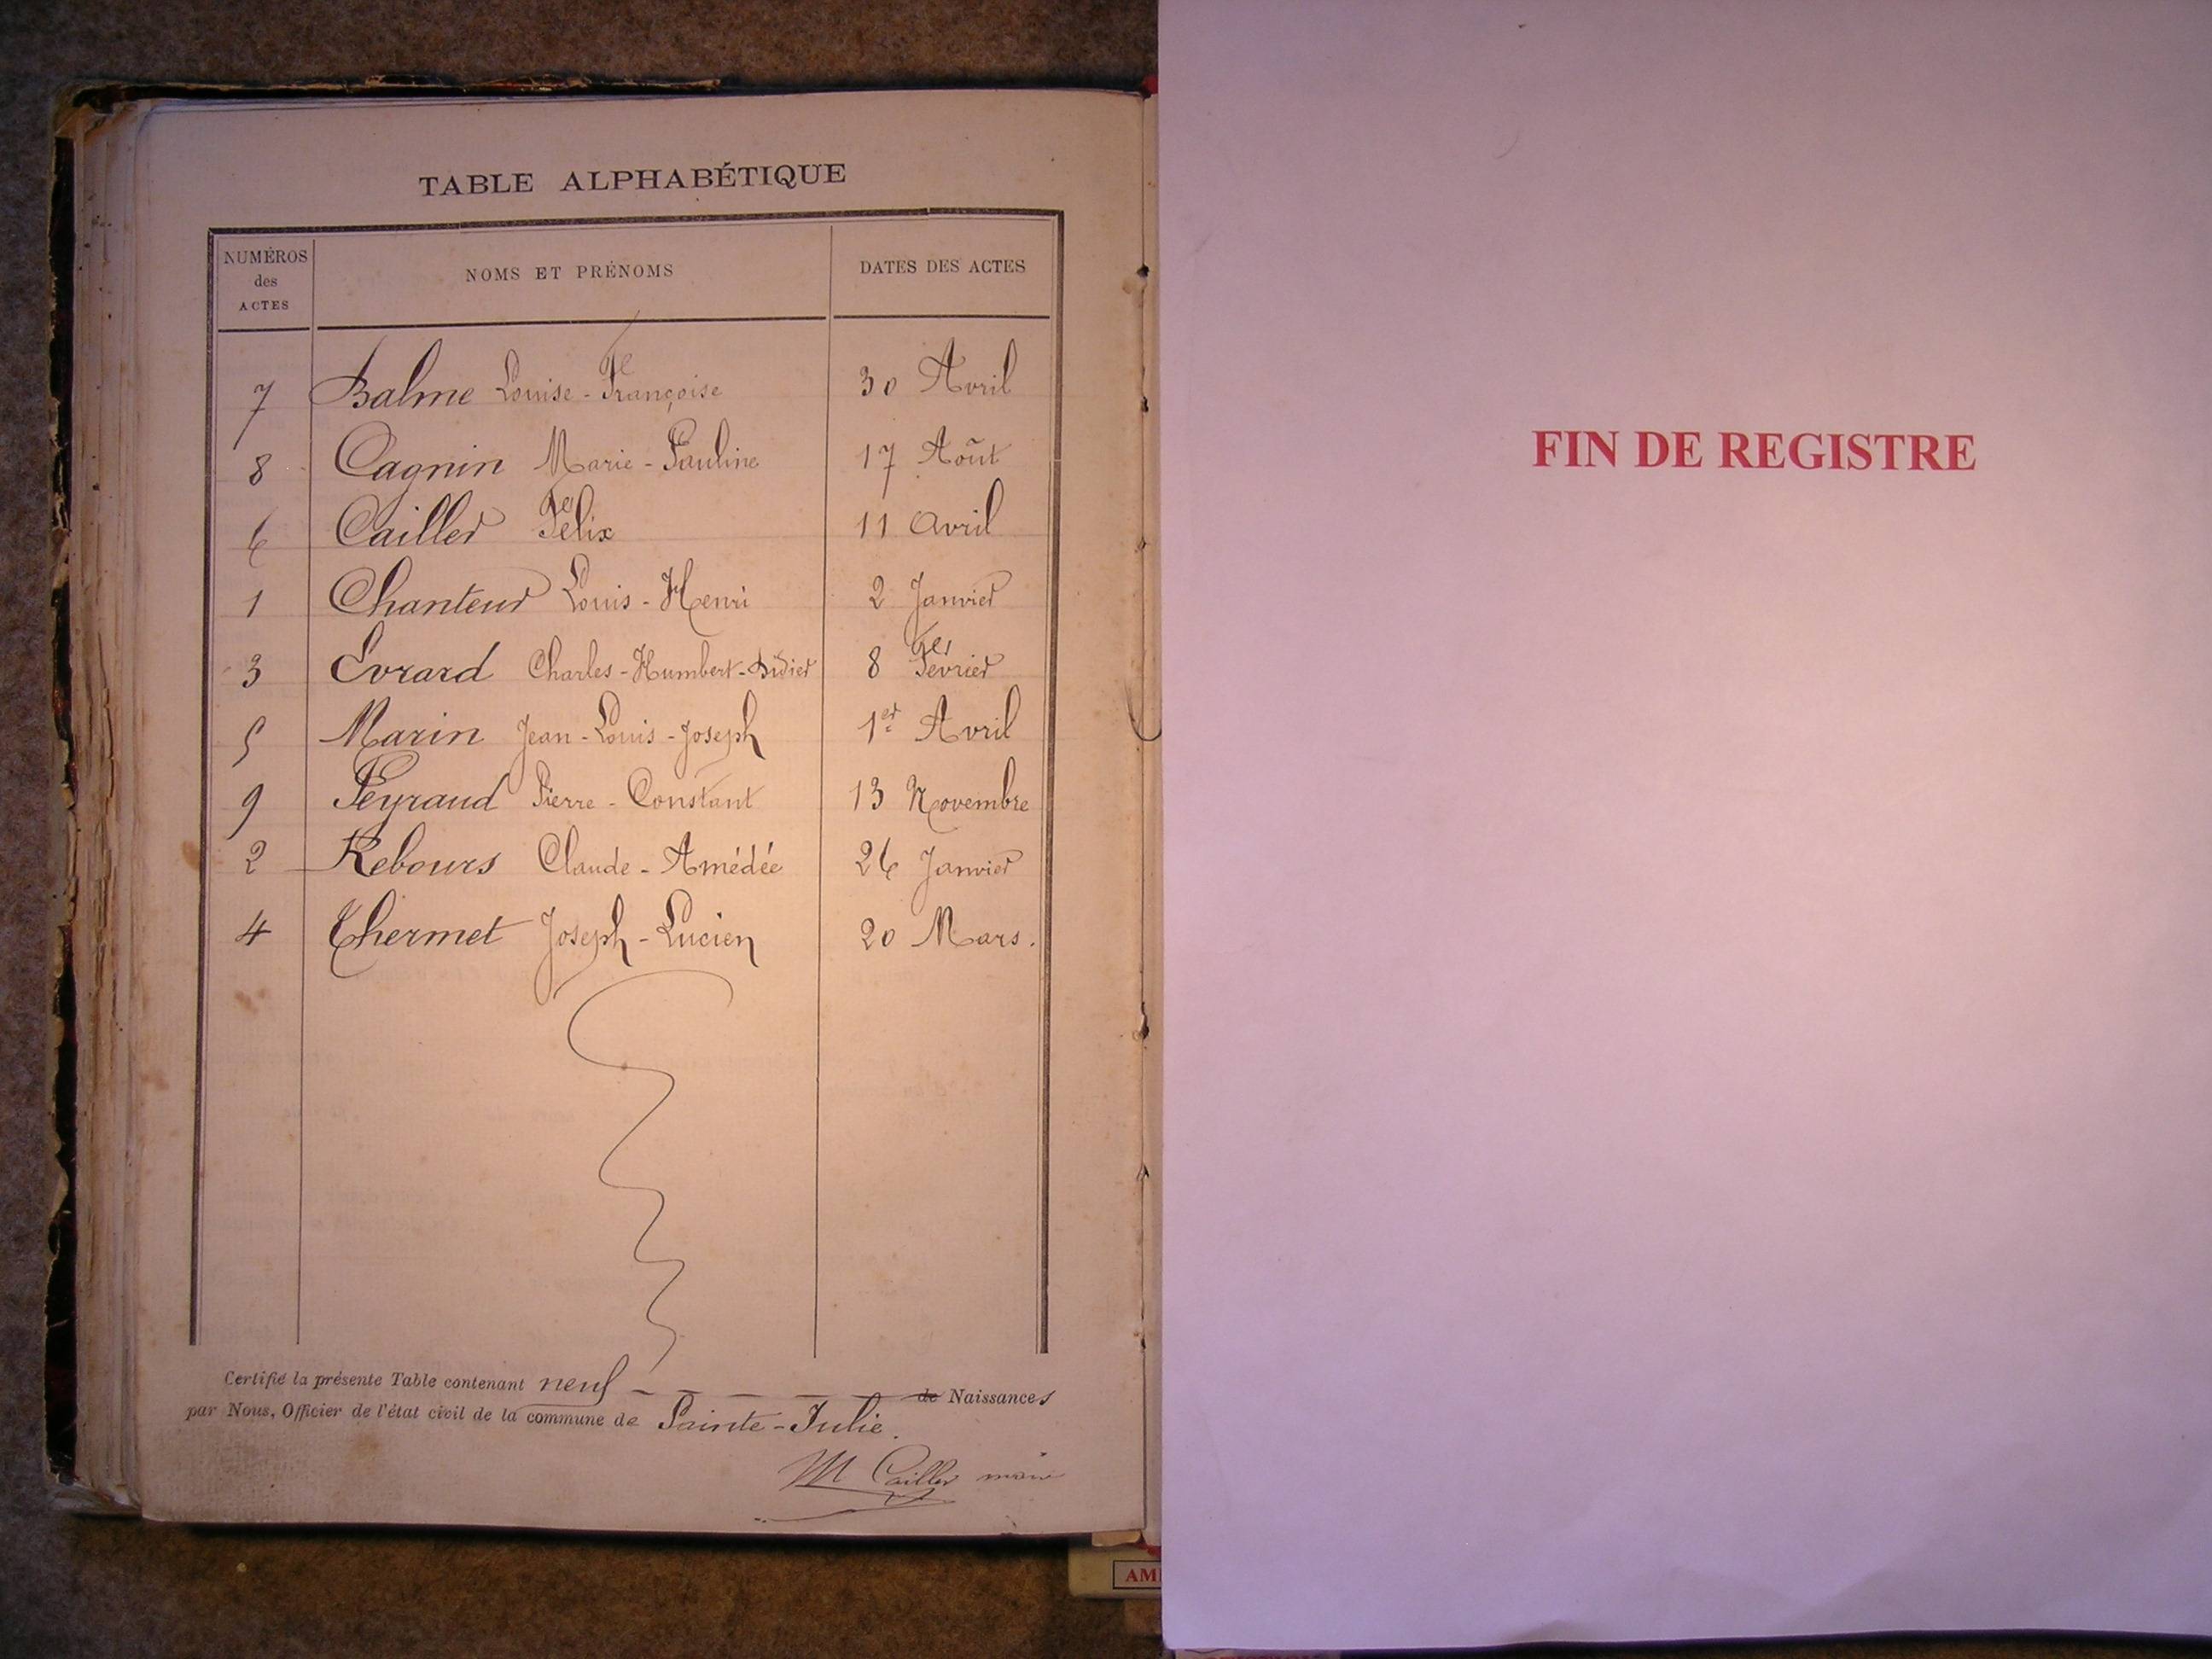 TABLE ALPHABÉTIQUE
NUMÉROS des ACTES NOMS ET PRÉNOMS DATES DES ACTES
7 Balme Louise-Françoise 30 Avril
8 Cagnin Marie-Pauline 17 Août
6 Cailler Félix 11 avril
1 Chanteur Louis-Henri 2 Janvier
3 Evrard Charles-Humbert-Didier 8 Février
5 Marin Jean-Louis-Joseph 1er Avril
9 Peyraud Pierre-Constant 13 Novembre
2 Rebours Claude-Amédée 26 Janvier
4 Thermet Joseph-Lucien 20 Mars.
Certifié la présente Table contenant neuf de Naissances
par Nous, Officier de l'état civil de la commune de Sainte-Julie.
M Cailler maire
FIN DE REGISTRE